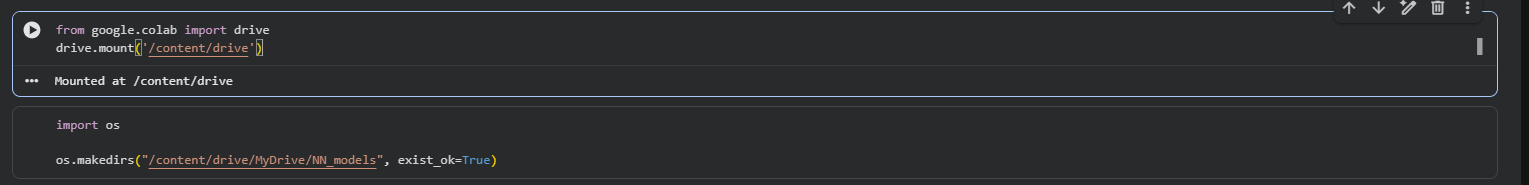 from google.colab import drive
drive.mount('/content/drive')
Mounted at /content/drive
import os
os.makedirs("/content/drive/MyDrive/NN_models", exist_ok=True)